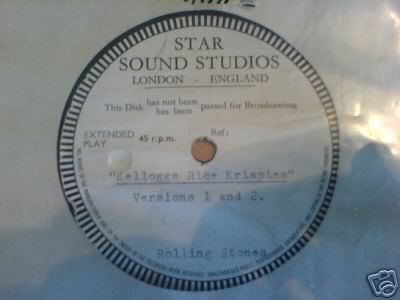 STAR
SOUND STUDIOS
LONDON - ENGLAND
has not been
This Disk has been passed for Broadcasting
EXTENDED PLAY 45 r.p.m. Ref:
"Kelloggs Rice Krispies"
Versions 1 and 2.
Rolling Stones
ebY